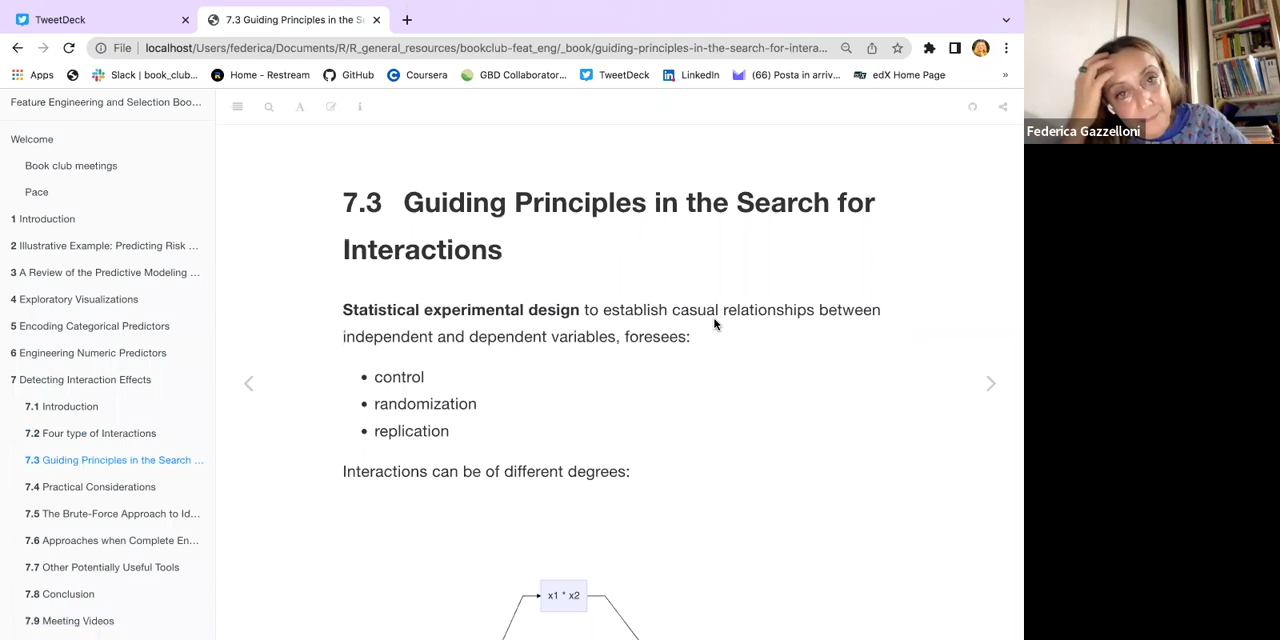 TweetDeck
7.3 Guiding Principles in the S
File localhost/Users/federica/Documents/R/R_general_resources/bookclub-feat_eng/_book/guiding-principles-in-the-search-for-intera...
Apps Slack | book_club... Home - Restream GitHub Coursera GBD Collaborator... TweetDeck LinkedIn (66) Posta in arriv... edX Home Page »
Feature Engineering and Selection Boo...
Welcome
Book club meetings
Pace
1 Introduction
2 Illustrative Example: Predicting Risk ...
3 A Review of the Predictive Modeling ...
4 Exploratory Visualizations
5 Encoding Categorical Predictors
6 Engineering Numeric Predictors
7 Detecting Interaction Effects
7.1 Introduction
7.2 Four type of Interactions
7.3 Guiding Principles in the Search ...
7.4 Practical Considerations
7.5 The Brute-Force Approach to Id...
7.6 Approaches when Complete En...
7.7 Other Potentially Useful Tools
7.8 Conclusion
7.9 Meeting Videos
7.3 Guiding Principles in the Search for
Interactions
Statistical experimental design to establish casual relationships between
independent and dependent variables, foresees:
• control
• randomization
• replication
Interactions can be of different degrees:
x1 * x2
Federica Gazzelloni